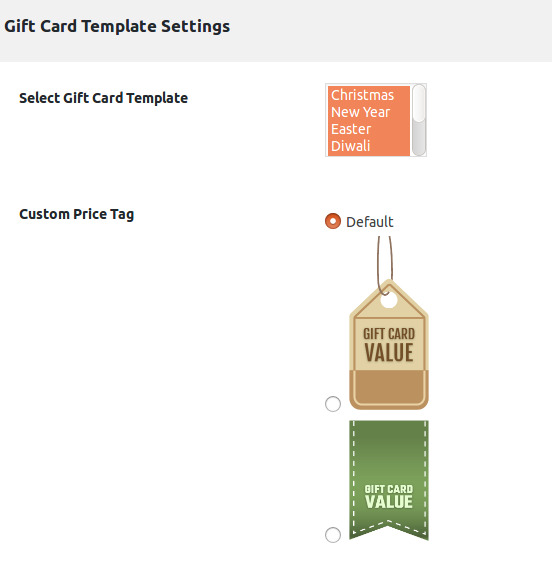 Gift Card Template Settings
Select Gift Card Template
Christmas
New Year
Easter
Diwali
Custom Price Tag
Default
GIFT CARD
VALUE
GIFT CARD
VALUE